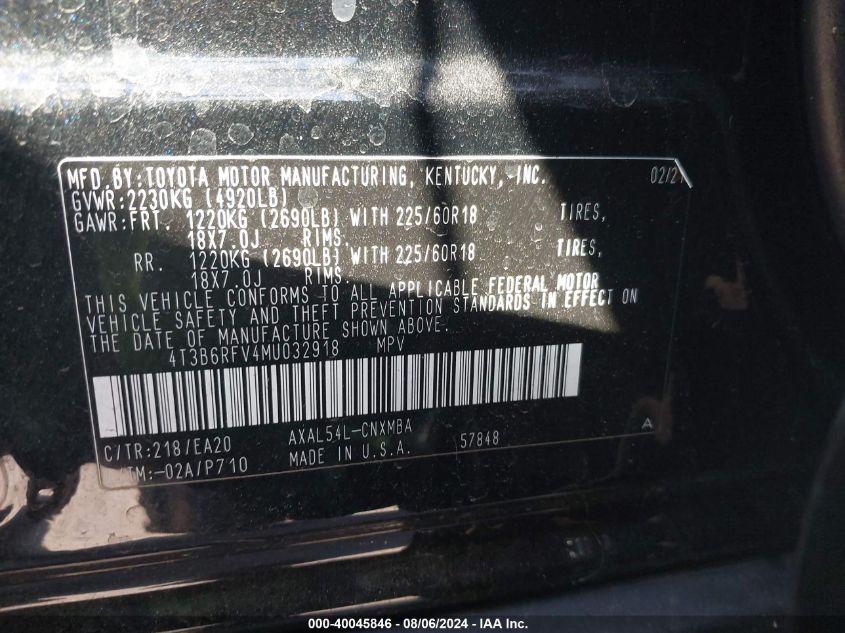 MFD.BY:TOYOTA MOTOR MANUFACTURING, KENTUCKY, INC. 02/21
GVWR:2230KG (4920LB)
GAWR:FRT. 1220KG (2690LB) WITH 225/60R18 TIRES,
18X7.0J RIMS.
RR. 1220KG (2690LB) WITH 225/60R18 TIRES,
18X7.0J RIMS.
THIS VEHICLE CONFORMS TO ALL APPLICABLE FEDERAL MOTOR
VEHICLE SAFETY AND THEFT PREVENTION STANDARDS IN EFFECT ON
THE DATE OF MANUFACTURE SHOWN ABOVE.
4T3B6RFV4MU032918 MPV
C/TR:218/EA20 AXAL54L-CNXMBA A
TM:-02A/P710 MADE IN U.S.A. 57848
000-40045846 - 08/06/2024 - IAA Inc.